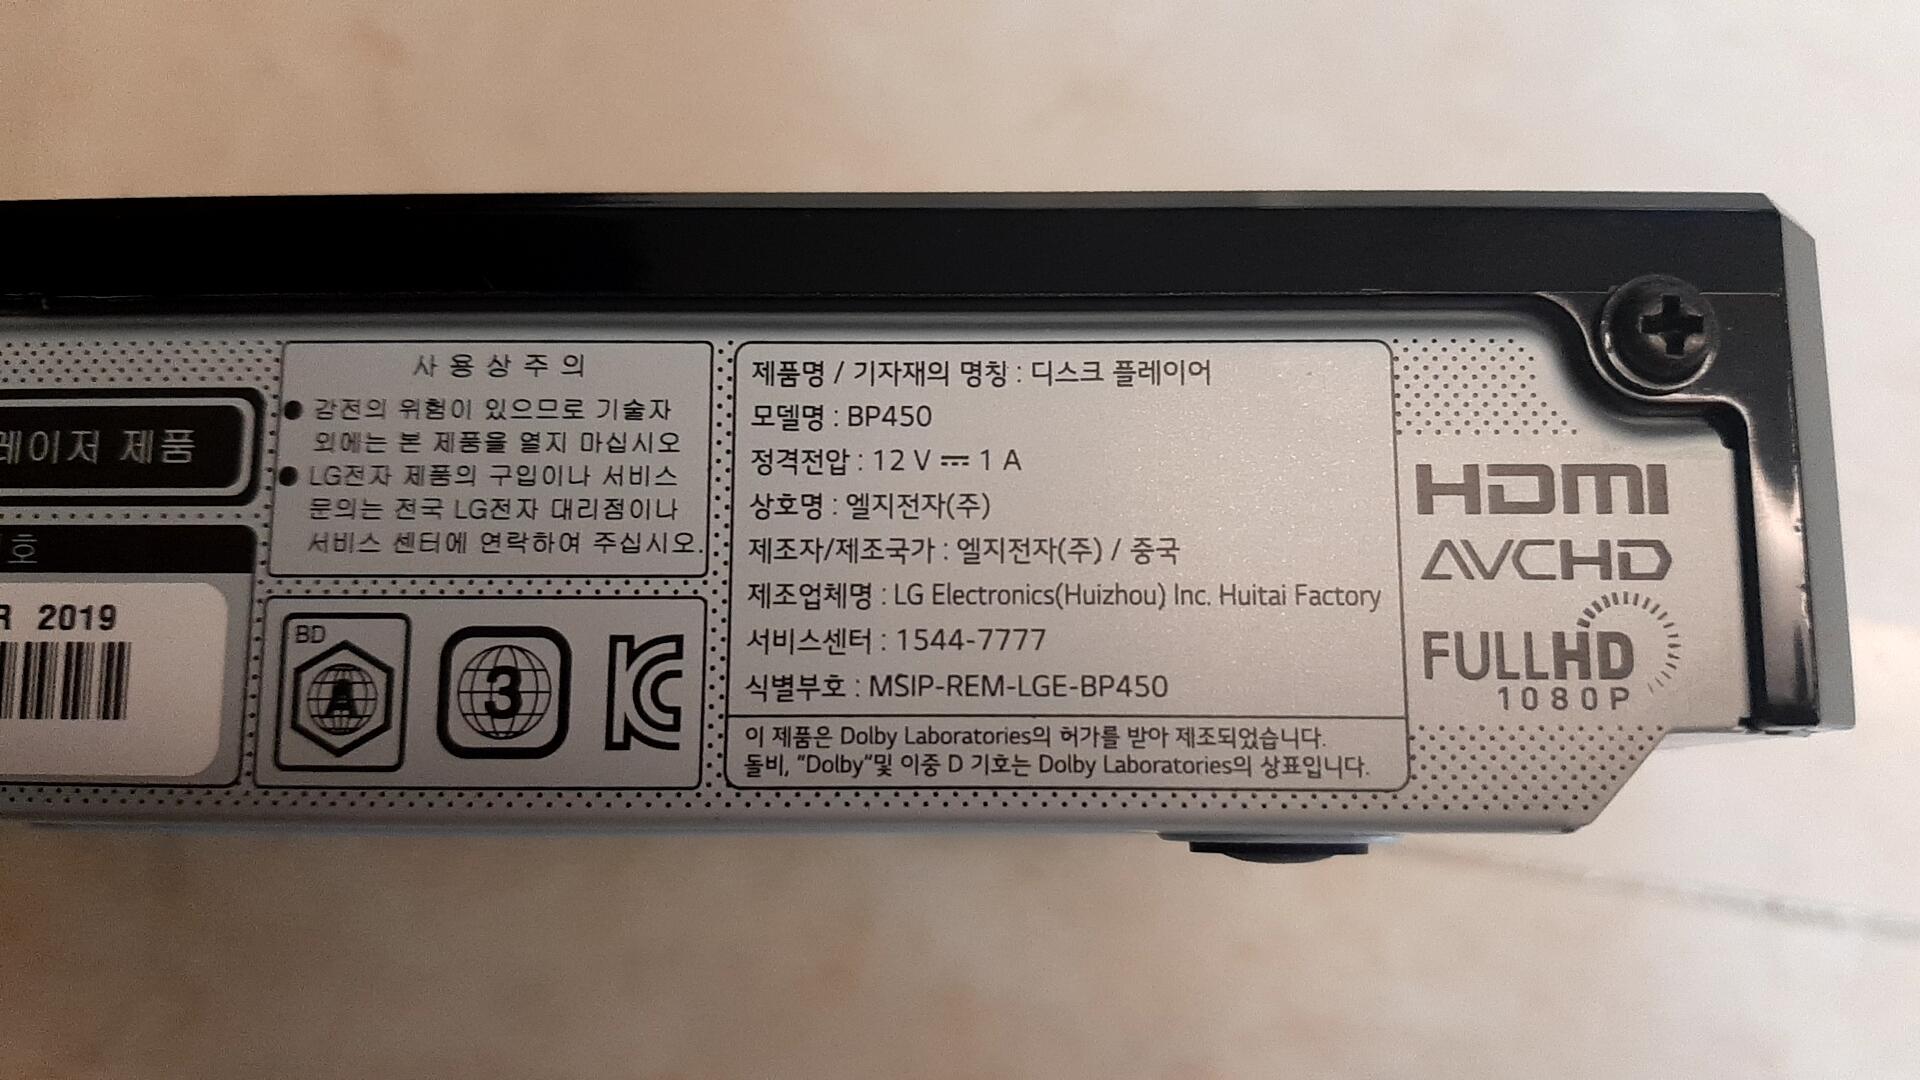 레이저 제품
호
R 2019
사용상주의
● 감전의 위험이 있으므로 기술자
외에는 본 제품을 열지 마십시오
● LG전자 제품의 구입이나 서비스
문의는 전국 LG전자 대리점이나
서비스 센터에 연락하여 주십시오.
BD
A
3
제품명 / 기자재의 명칭 : 디스크 플레이어
모델명 : BP450
정격전압 : 12 V ⎓ 1 A
상호명 : 엘지전자(주)
제조자/제조국가 : 엘지전자(주) / 중국
제조업체명 : LG Electronics(Huizhou) Inc. Huitai Factory
서비스센터 : 1544-7777
식별부호 : MSIP-REM-LGE-BP450
이 제품은 Dolby Laboratories의 허가를 받아 제조되었습니다.
돌비, "Dolby"및 이중 D 기호는 Dolby Laboratories의 상표입니다.
HDMI
AVCHD
FULLHD
1080P